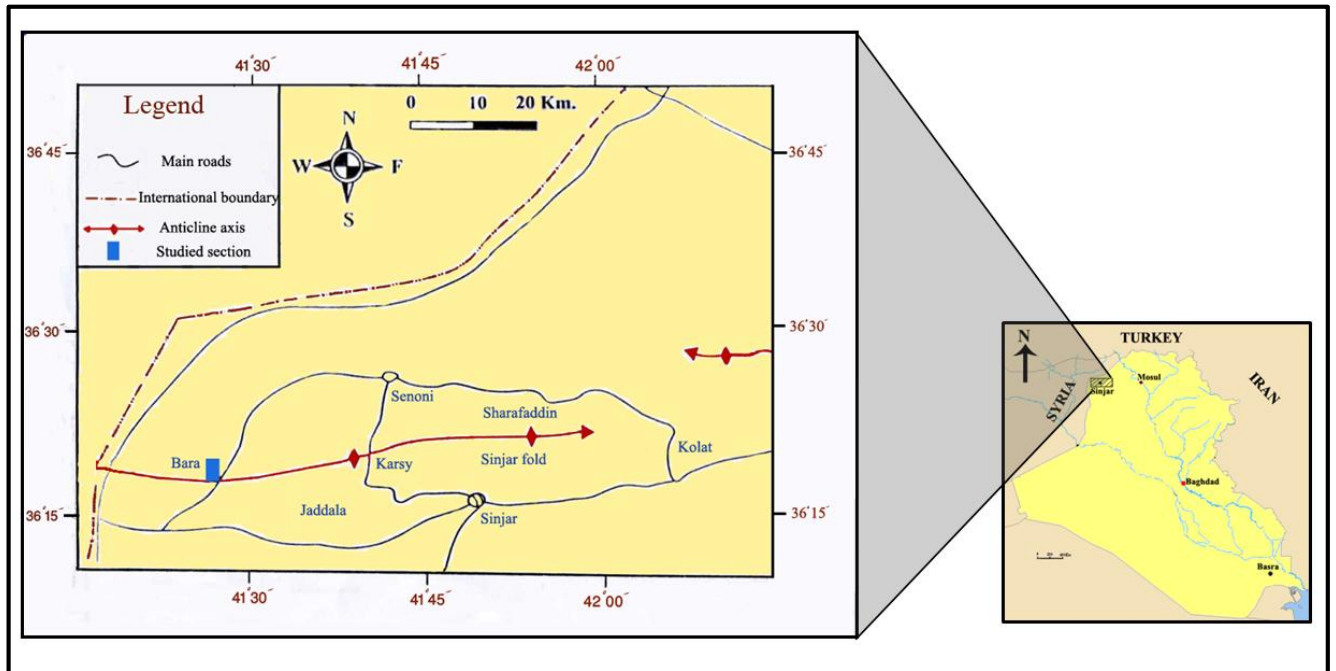 41°30′
41°45′
42°00′
Legend
Main roads
International boundary
Anticline axis
Studied section
0 10 20 Km.
N
W F
S
36°45′
36°45′
36°30′
36°30′
36°15′
36°15′
Senoni
Sharafaddin
Bara
Karsy
Sinjar fold
Kolat
Jaddala
Sinjar
41°30′
41°45′
42°00′
N
TURKEY
SYRIA
IRAN
Mosul
Sinjar
Baghdad
Basra